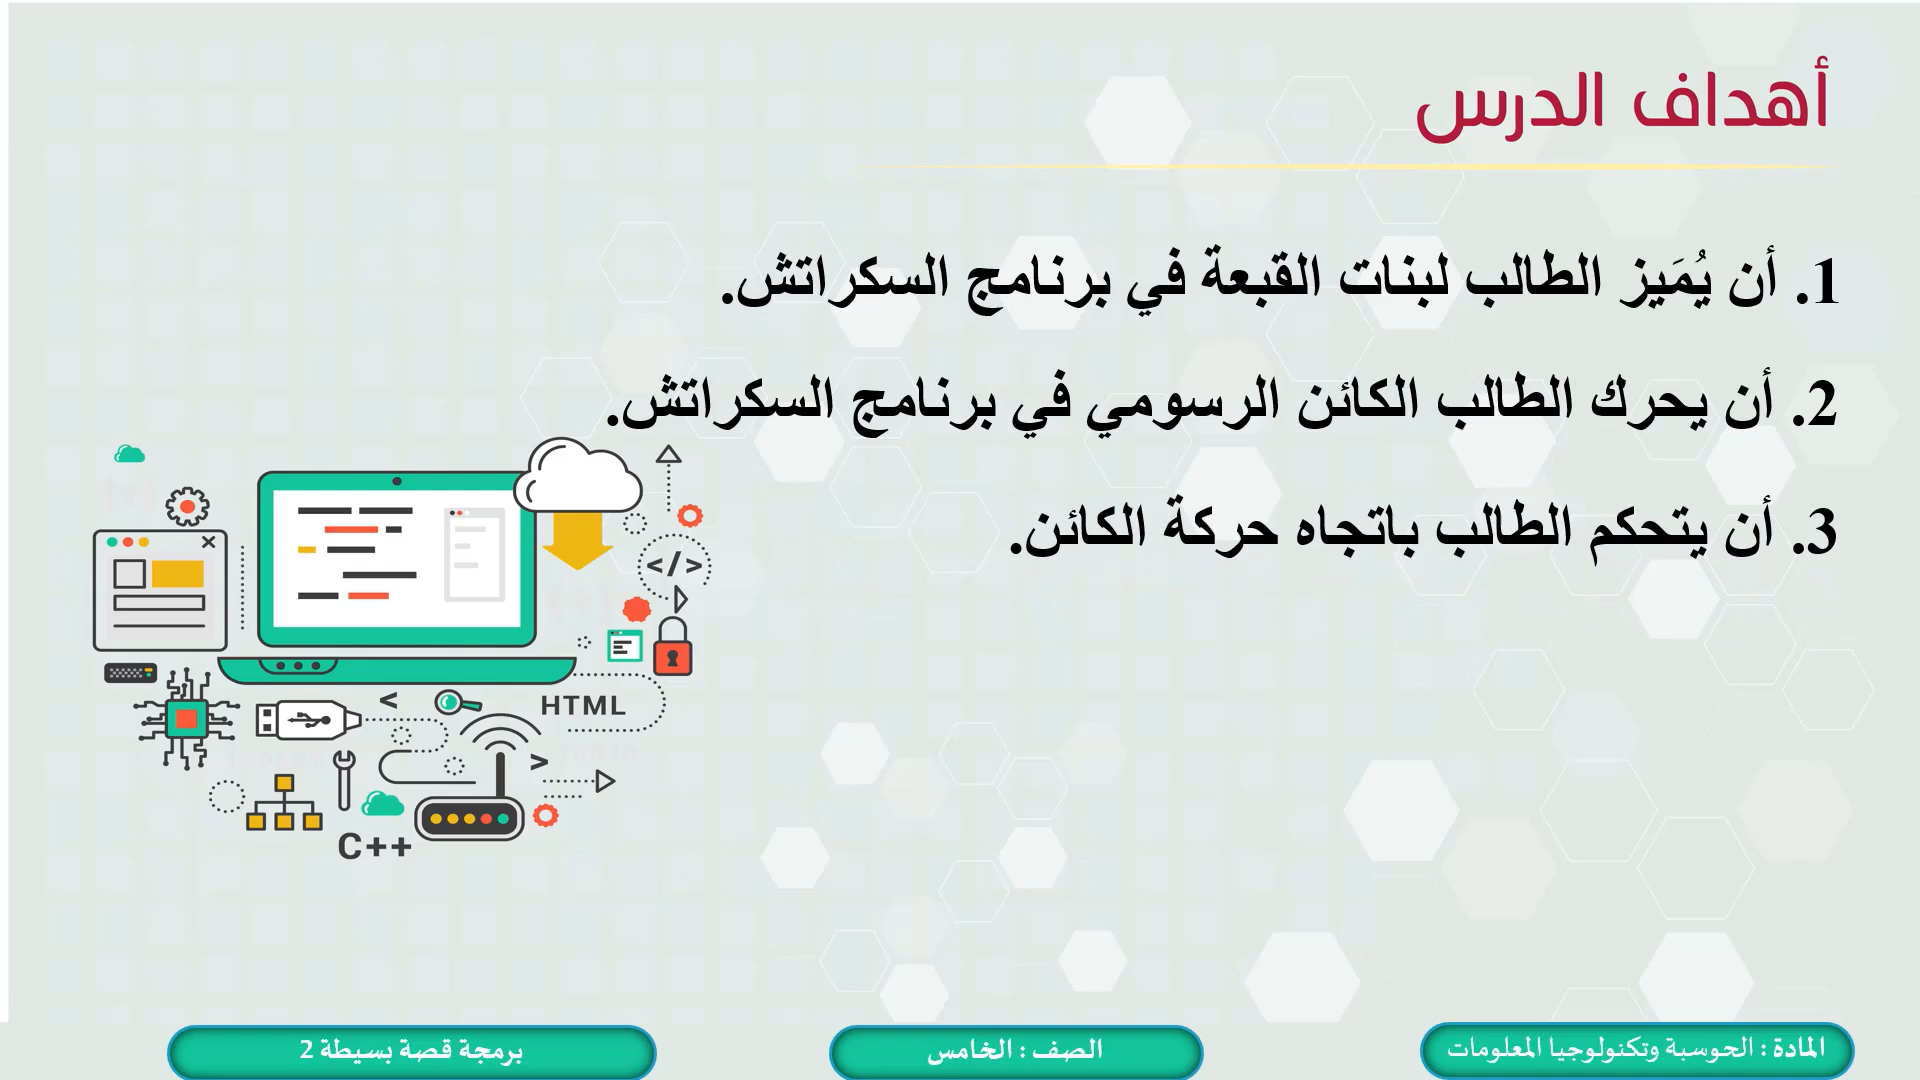 أهداف الدرس
1. أن يُمَيز الطالب لبنات القبعة في برنامج السكراتش.
2. أن يحرك الطالب الكائن الرسومي في برنامج السكراتش.
3. أن يتحكم الطالب باتجاه حركة الكائن.
</>
HTML
<
>
C++
المادة : الحوسبة وتكنولوجيا المعلومات
الصف : الخامس
برمجة قصة بسيطة 2